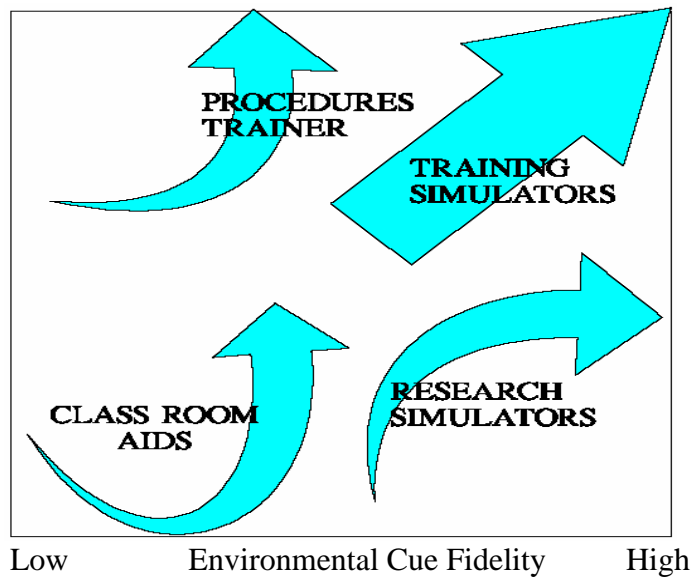 PROCEDURES
TRAINER
TRAINING
SIMULATORS
CLASS ROOM
AIDS
RESEARCH
SIMULATORS
Low Environmental Cue Fidelity High